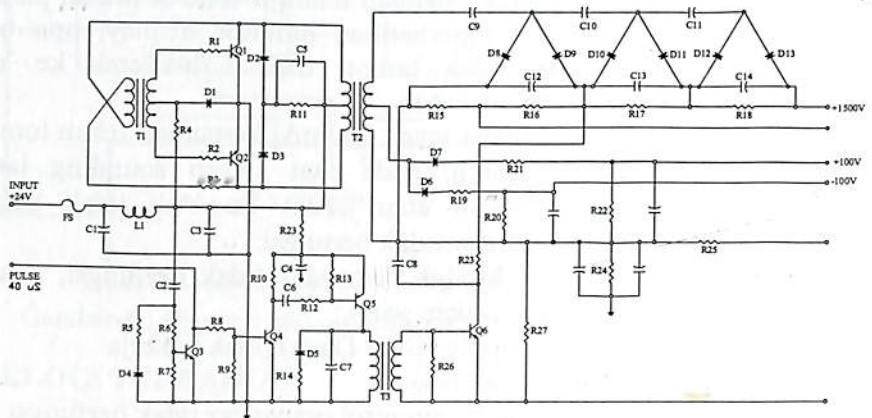 C9
C10
C11
R1
Q1
D2
C5
D8
D9
D10
D11
D12
D13
C12
C13
C14
T1
D1
R11
T2
R15
R16
R17
R18
+1500V
R4
R2
Q2
D3
D7
R21
+100V
D6
R19
-100V
INPUT
+24V
FS
L1
C1
C3
R23
R20
R22
R25
PULSE
40 µS
C2
R10
C4
R13
C6
R12
Q5
C8
R23
R24
R5
R6
R8
Q3
Q4
D5
C7
Q6
R27
D4
R7
R9
R14
T3
R26